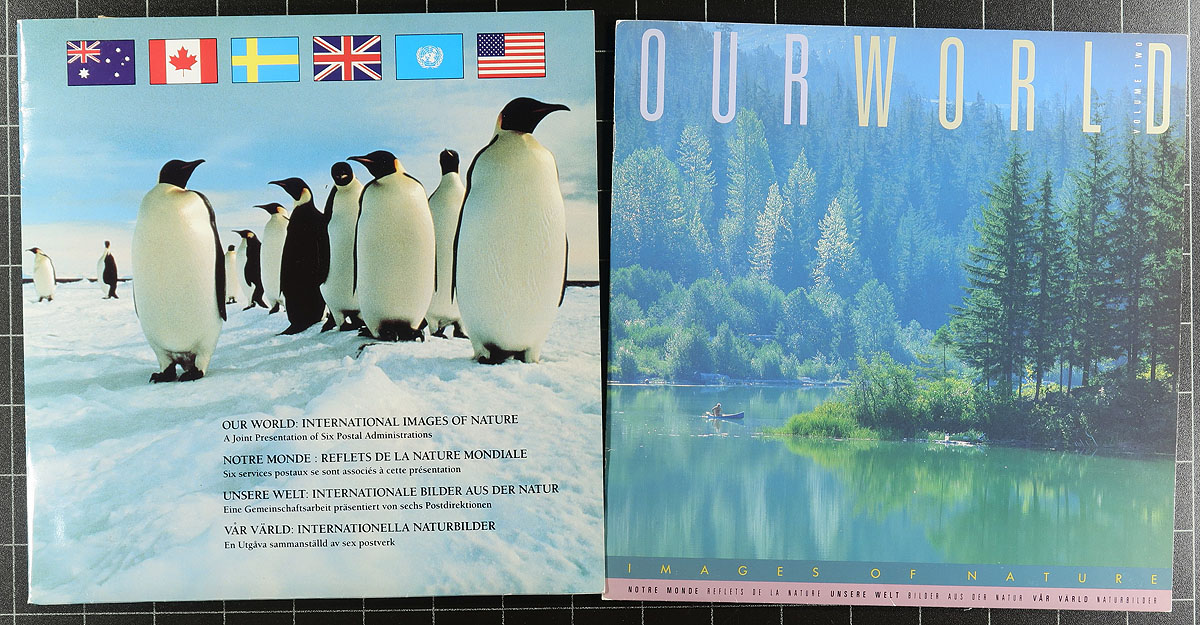 OUR WORLD: INTERNATIONAL IMAGES OF NATURE
A Joint Presentation of Six Postal Administrations
NOTRE MONDE : REFLETS DE LA NATURE MONDIALE
Six services postaux se sont associés à cette présentation
UNSERE WELT: INTERNATIONALE BILDER AUS DER NATUR
Eine Gemeinschaftsarbeit präsentiert von sechs Postdirektionen
VÅR VÄRLD: INTERNATIONELLA NATURBILDER
En Utgåva sammanställd av sex postverk
OUR WORLD
VOLUME TWO
IMAGES OF NATURE
NOTRE MONDE REFLETS DE LA NATURE UNSERE WELT BILDER AUS DER NATUR VÅR VÄRLD NATURBILDER